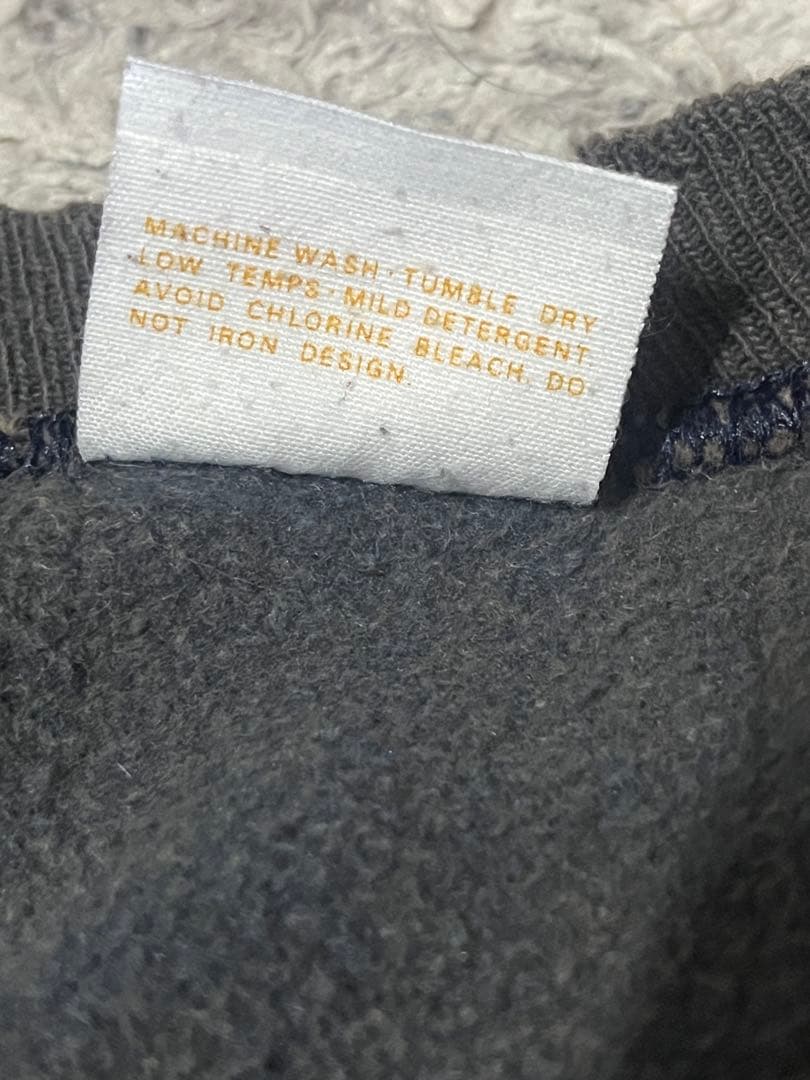 MACHINE WASH · TUMBLE DRY
LOW TEMPS · MILD DETERGENT.
AVOID CHLORINE BLEACH. DO
NOT IRON DESIGN.